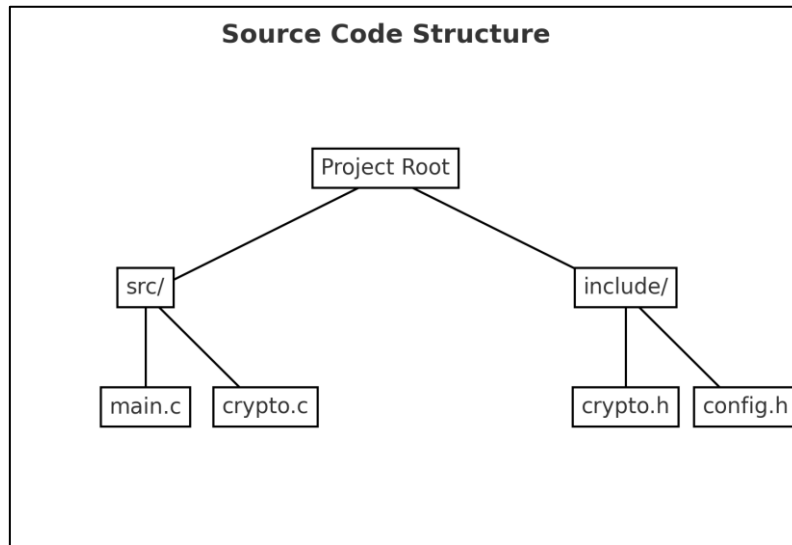 Source Code Structure
Project Root
src/
include/
main.c
crypto.c
crypto.h
config.h